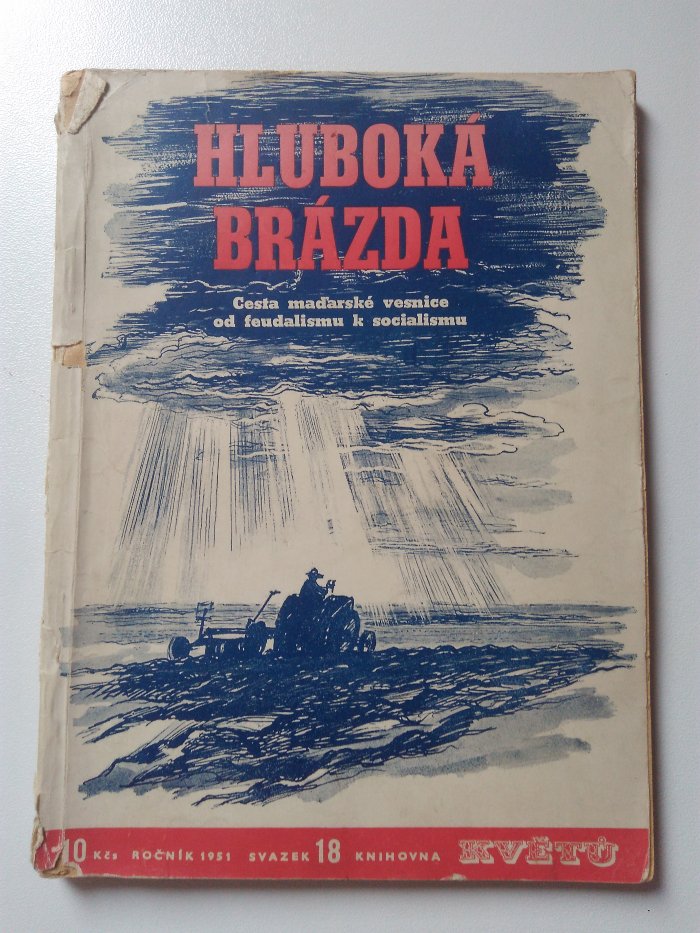 HLUBOKÁ
BRÁZDA
Cesta maďarské vesnice
od feudalismu k socialismu
10 Kčs ROČNÍK 1951 SVAZEK 18 KNIHOVNA KVĚTŮ